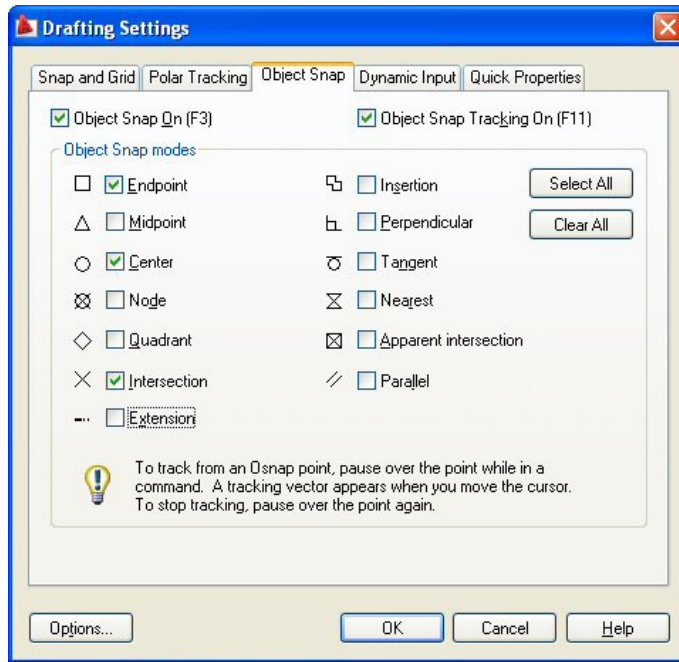 Drafting Settings
Snap and Grid Polar Tracking Object Snap Dynamic Input Quick Properties
Object Snap On (F3) Object Snap Tracking On (F11)
Object Snap modes
Endpoint Insertion Select All
Midpoint Perpendicular Clear All
Center Tangent
Node Nearest
Quadrant Apparent intersection
Intersection Parallel
Extension
To track from an Osnap point, pause over the point while in a
command. A tracking vector appears when you move the cursor.
To stop tracking, pause over the point again.
Options... OK Cancel Help